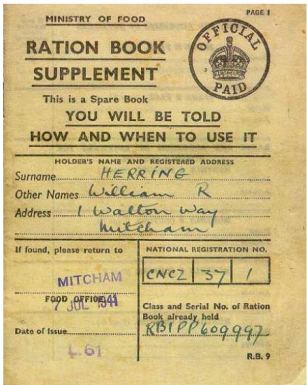 MINISTRY OF FOOD
PAGE 1
RATION BOOK
SUPPLEMENT
OFFICIAL
PAID
This is a Spare Book
YOU WILL BE TOLD
HOW AND WHEN TO USE IT
HOLDER'S NAME AND REGISTERED ADDRESS
Surname HERRING
Other Names William R
Address 1 Walton Way
Mitcham
If found, please return to
NATIONAL REGISTRATION NO.
CNCZ 37 1
MITCHAM
FOOD OFFICE
7 JUL 1941
Class and Serial No. of Ration
Book already held
RB1PP609997
Date of Issue
L.61
R.B. 9